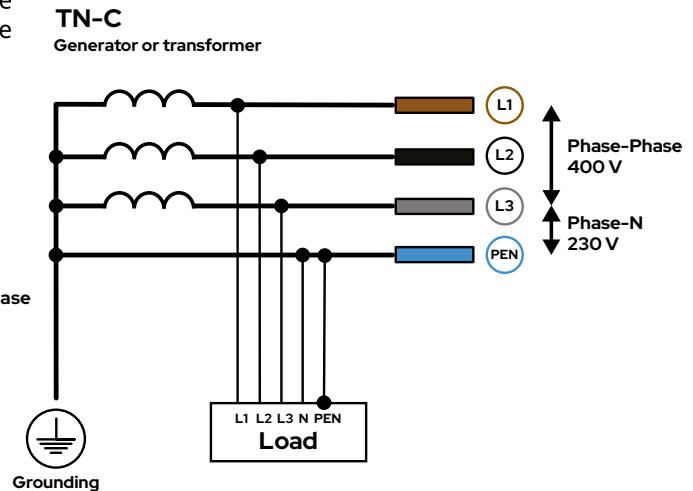 e
e
TN-C
Generator or transformer
L1
L2
L3
PEN
Phase-Phase
400 V
Phase-N
230 V
ase
L1 L2 L3 N PEN
Load
Grounding